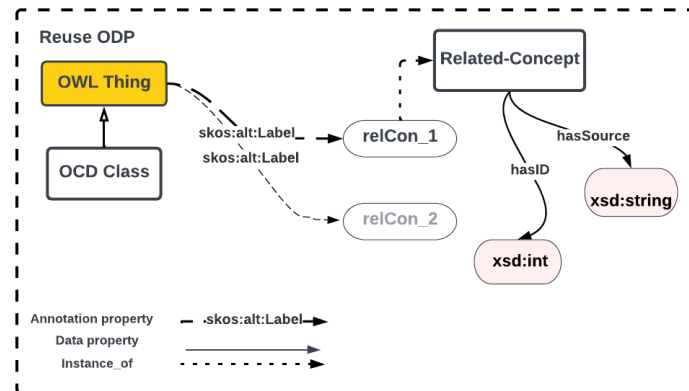 Reuse ODP
OWL Thing
Related-Concept
skos:alt:Label
relCon_1
hasSource
skos:alt:Label
OCD Class
hasID
xsd:string
relCon_2
xsd:int
Annotation property
skos:alt:Label
Data property
Instance_of